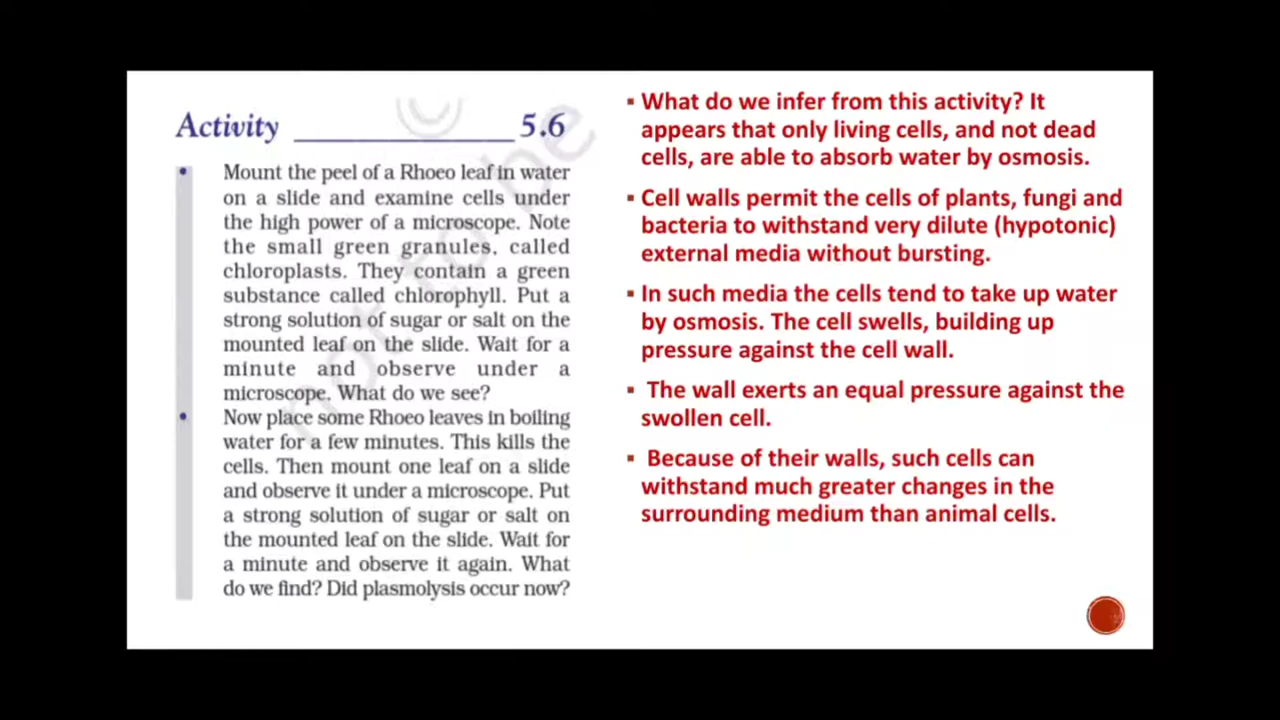 Activity ________________ 5.6
• Mount the peel of a Rhoeo leaf in water
on a slide and examine cells under
the high power of a microscope. Note
the small green granules, called
chloroplasts. They contain a green
substance called chlorophyll. Put a
strong solution of sugar or salt on the
mounted leaf on the slide. Wait for a
minute and observe under a
microscope. What do we see?
• Now place some Rhoeo leaves in boiling
water for a few minutes. This kills the
cells. Then mount one leaf on a slide
and observe it under a microscope. Put
a strong solution of sugar or salt on
the mounted leaf on the slide. Wait for
a minute and observe it again. What
do we find? Did plasmolysis occur now?
©
not to be
▪ What do we infer from this activity? It
appears that only living cells, and not dead
cells, are able to absorb water by osmosis.
▪ Cell walls permit the cells of plants, fungi and
bacteria to withstand very dilute (hypotonic)
external media without bursting.
▪ In such media the cells tend to take up water
by osmosis. The cell swells, building up
pressure against the cell wall.
▪ The wall exerts an equal pressure against the
swollen cell.
▪ Because of their walls, such cells can
withstand much greater changes in the
surrounding medium than animal cells.